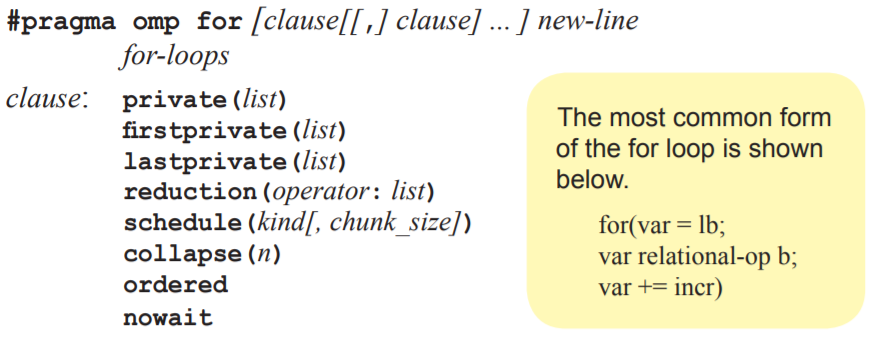 #pragma omp for [clause[[,] clause] ... ] new-line
for-loops
clause: private(list)
firstprivate(list)
lastprivate(list)
reduction(operator: list)
schedule(kind[, chunk_size])
collapse(n)
ordered
nowait
The most common form
of the for loop is shown
below.
for(var = lb;
var relational-op b;
var += incr)